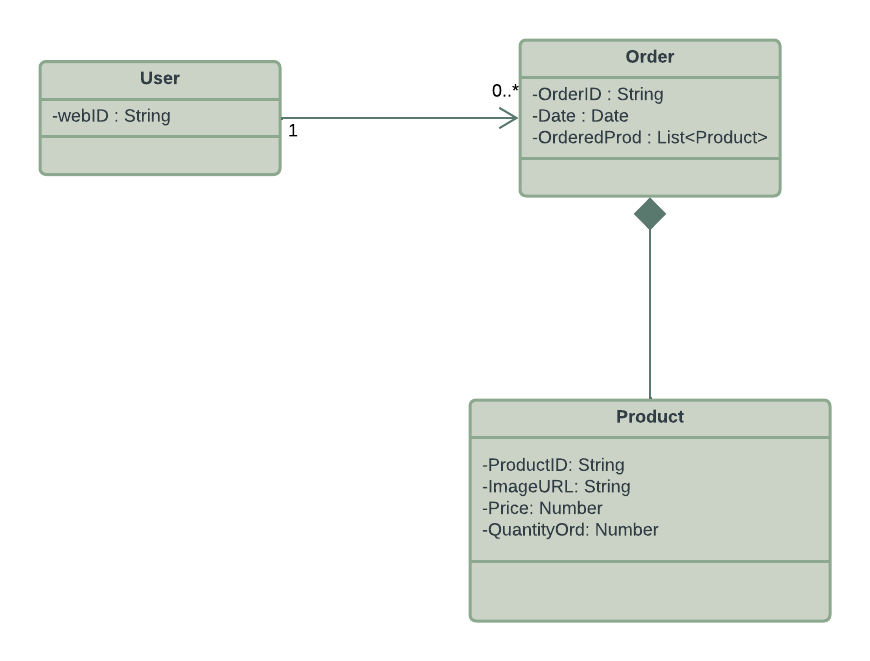 User
-webID : String
1
0..*
Order
-OrderID : String
-Date : Date
-OrderedProd : List<Product>
Product
-ProductID: String
-ImageURL: String
-Price: Number
-QuantityOrd: Number